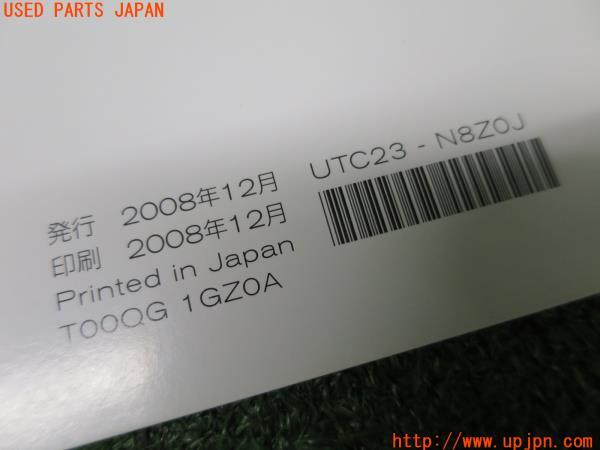 USED PARTS JAPAN
発行 2008年12月
印刷 2008年12月
Printed in Japan
T00QG 1GZ0A
UTC23 - N8Z0J
http://www.upjpn.com/